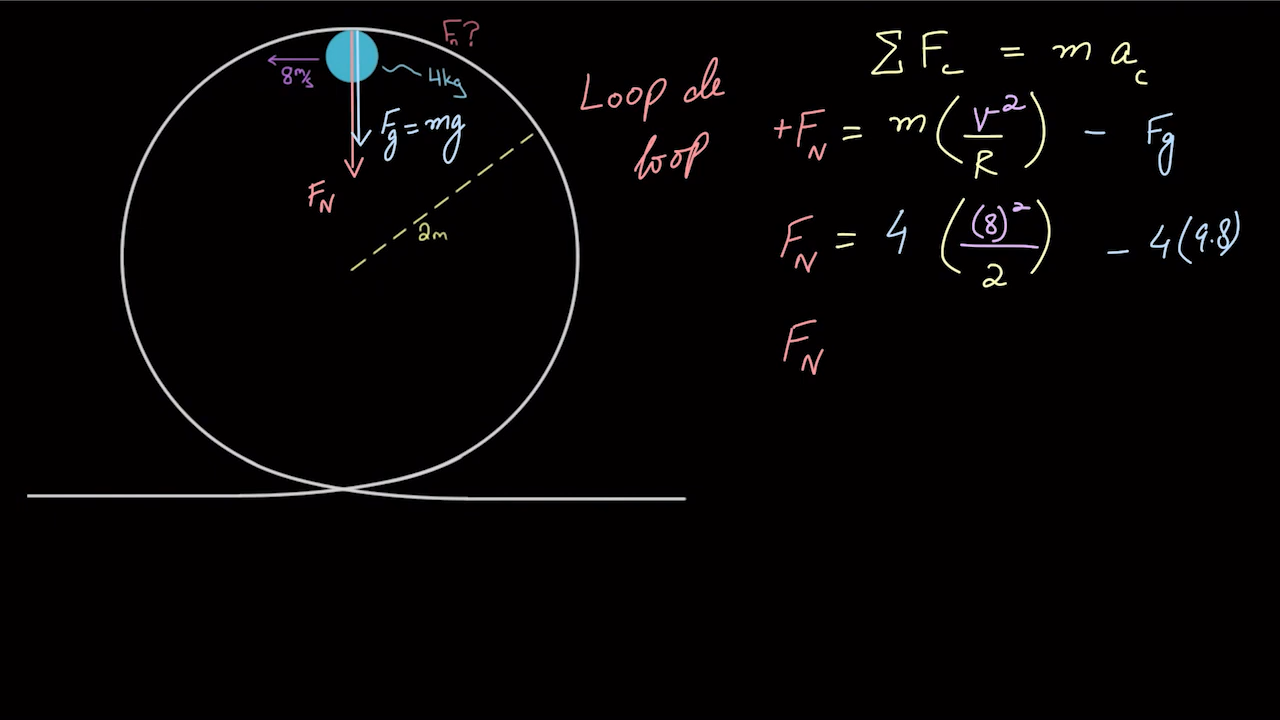 Fn?
8 m/s
4kg
Fg = mg
FN
2m
Loop de
loop
∑ Fc = m ac
+FN = m (v²/R) - Fg
FN = 4 ((8)²/2) - 4(9.8)
FN